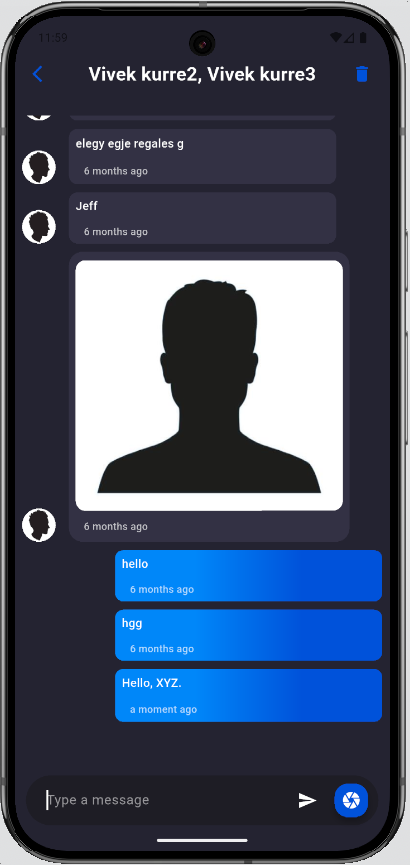 11:59
Vivek kurre2, Vivek kurre3
elegy egje regales g
6 months ago
Jeff
6 months ago
6 months ago
hello
6 months ago
hgg
6 months ago
Hello, XYZ.
a moment ago
Type a message